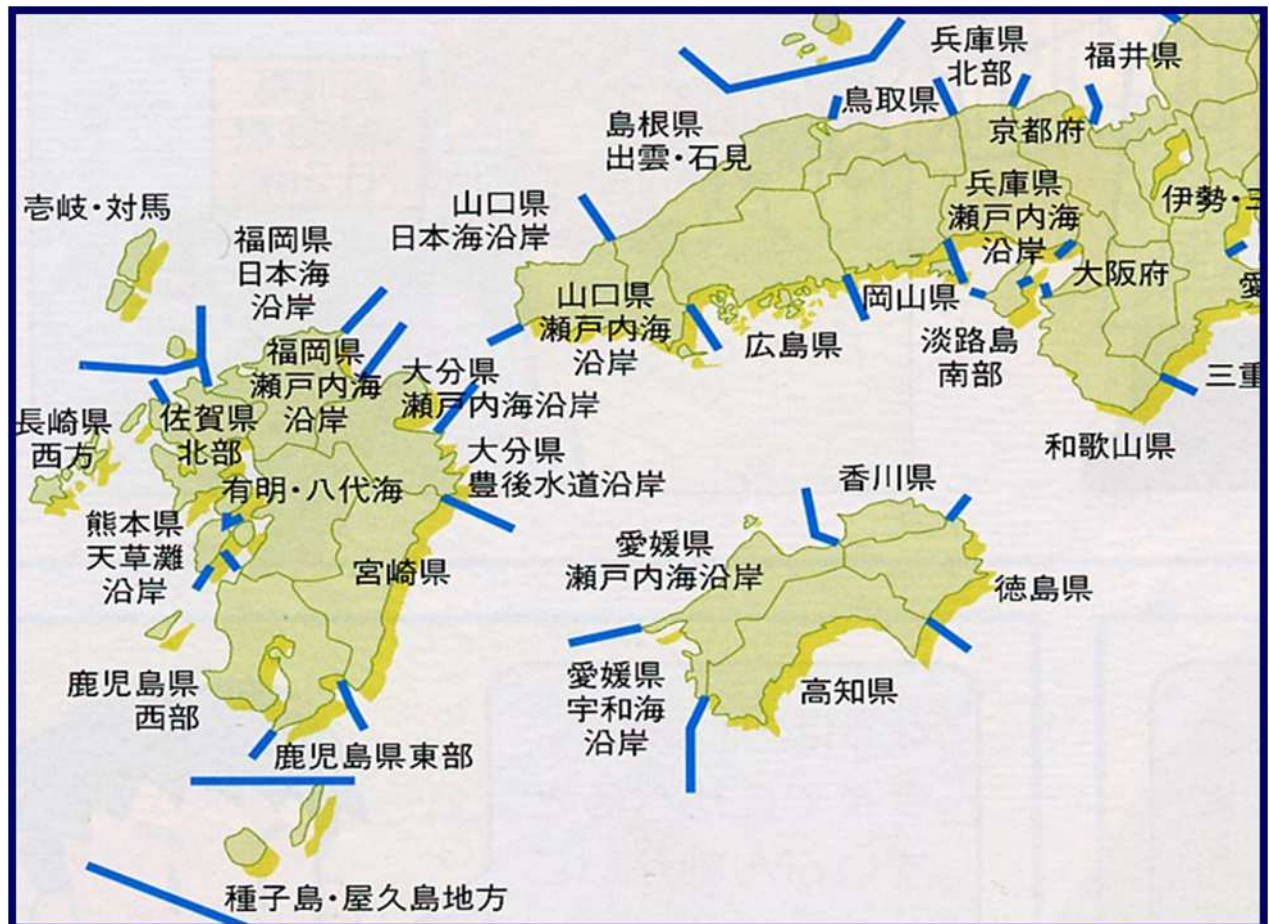 兵庫県
北部
福井県
鳥取県
京都府
島根県
出雲・石見
兵庫県
瀬戸内海
沿岸
伊勢・三
壱岐・対馬
山口県
日本海沿岸
福岡県
日本海
沿岸
大阪府
愛
山口県
瀬戸内海
沿岸
岡山県
広島県
淡路島
南部
三重
福岡県
瀬戸内海
沿岸
大分県
瀬戸内海沿岸
長崎県
西方
佐賀県
北部
和歌山県
大分県
豊後水道沿岸
有明・八代海
香川県
熊本県
天草灘
沿岸
愛媛県
瀬戸内海沿岸
宮崎県
徳島県
鹿児島県
西部
愛媛県
宇和海
沿岸
高知県
鹿児島県東部
種子島・屋久島地方